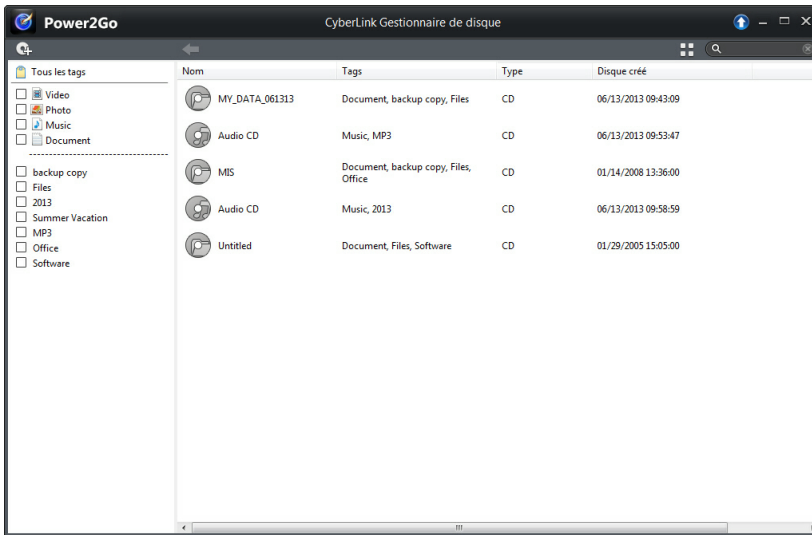 Power2Go
CyberLink Gestionnaire de disque
Tous les tags
Video
Photo
Music
Document
backup copy
Files
2013
Summer Vacation
MP3
Office
Software
Nom Tags Type Disque créé
MY_DATA_061313 Document, backup copy, Files CD 06/13/2013 09:43:09
Audio CD Music, MP3 CD 06/13/2013 09:53:47
MIS Document, backup copy, Files, Office CD 01/14/2008 13:36:00
Audio CD Music, 2013 CD 06/13/2013 09:58:59
Untitled Document, Files, Software CD 01/29/2005 15:05:00